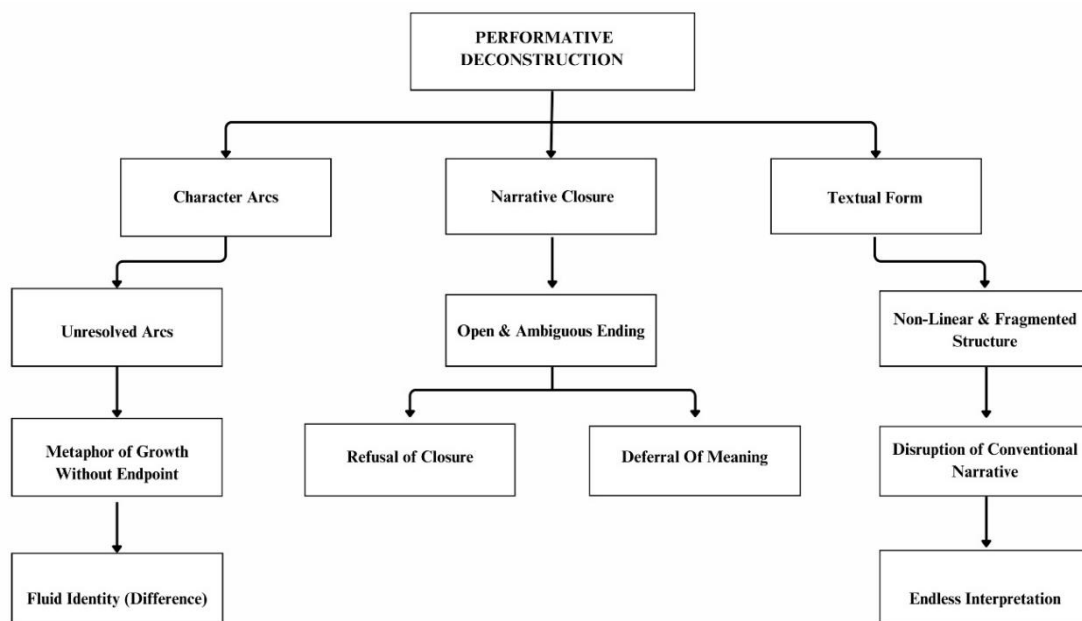 PERFORMATIVE
DECONSTRUCTION
Character Arcs
Narrative Closure
Textual Form
Unresolved Arcs
Open & Ambiguous Ending
Non-Linear & Fragmented
Structure
Metaphor of Growth
Without Endpoint
Refusal of Closure
Deferral Of Meaning
Disruption of Conventional
Narrative
Fluid Identity (Difference)
Endless Interpretation